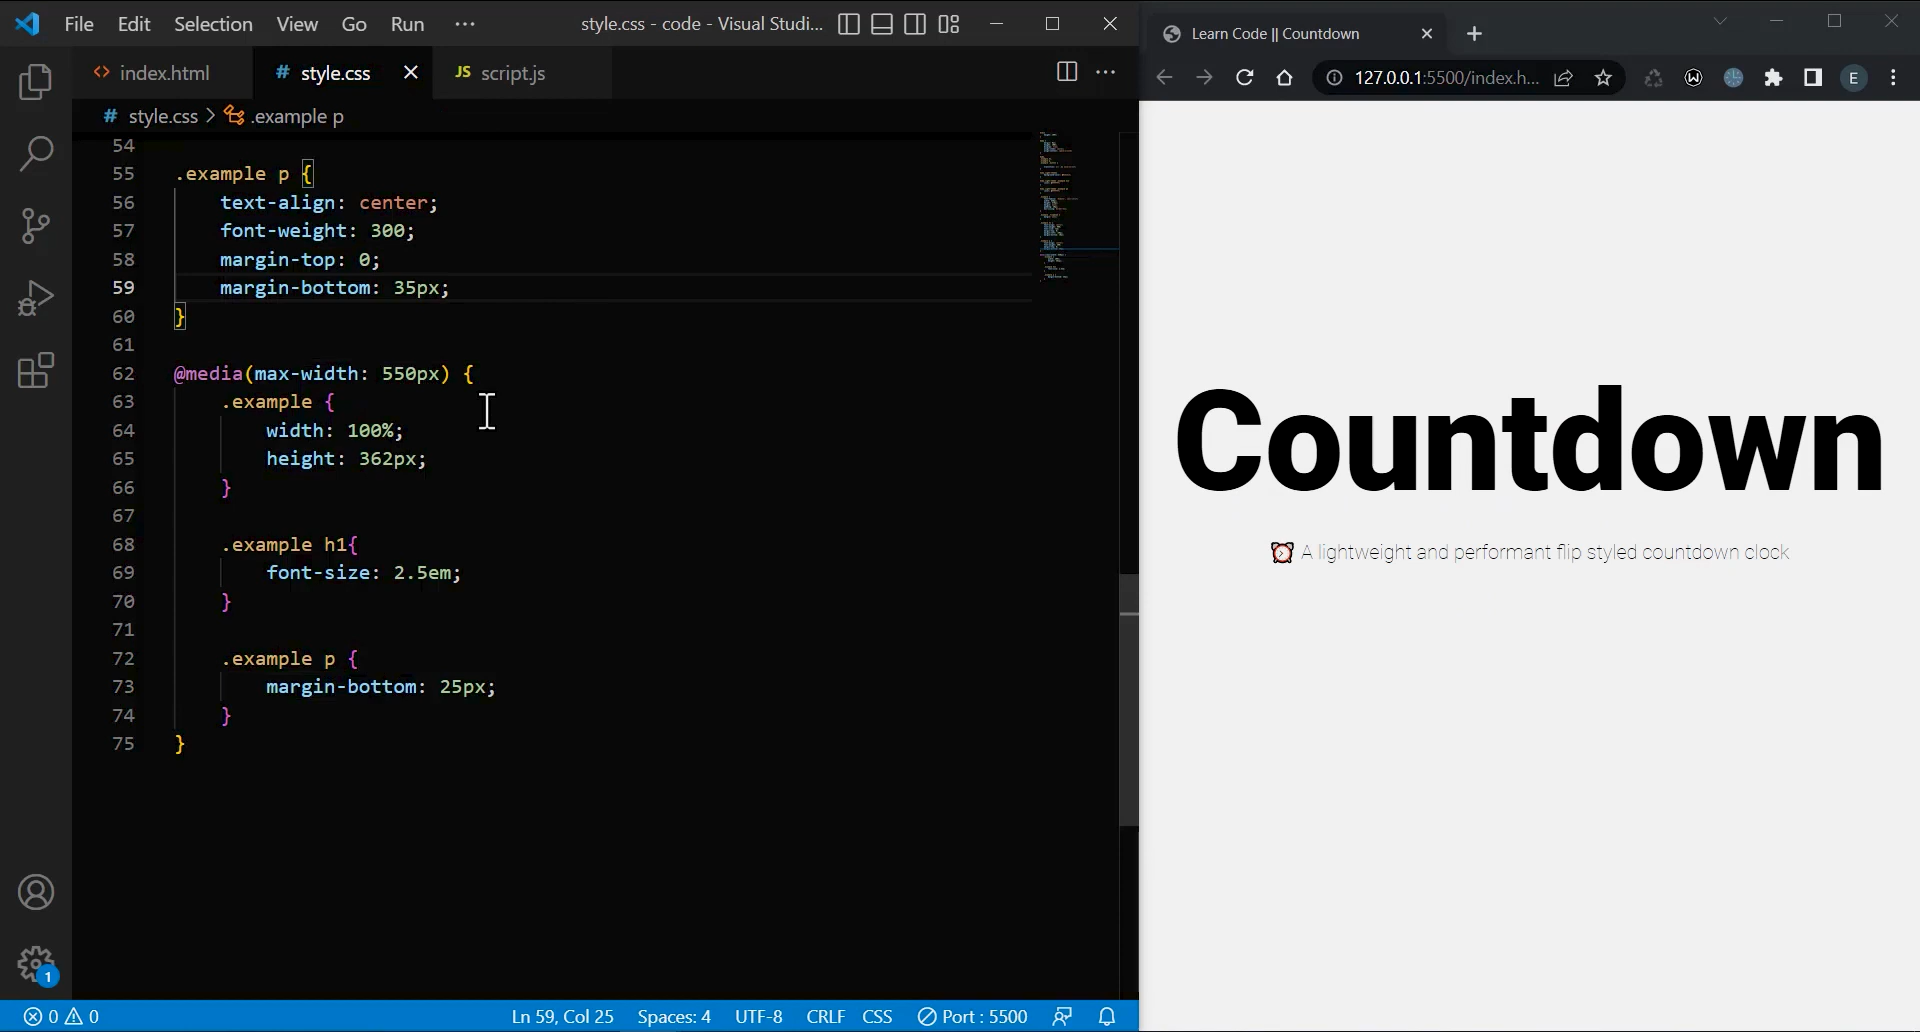 File Edit Selection View Go Run ··· style.css - code - Visual Studi...
index.html # style.css JS script.js
# style.css > .example p
54
55 .example p {
56 text-align: center;
57 font-weight: 300;
58 margin-top: 0;
59 margin-bottom: 35px;
60 }
61
62 @media(max-width: 550px) {
63 .example {
64 width: 100%;
65 height: 362px;
66 }
67
68 .example h1{
69 font-size: 2.5em;
70 }
71
72 .example p {
73 margin-bottom: 25px;
74 }
75 }
1
0 0 Ln 59, Col 25 Spaces: 4 UTF-8 CRLF CSS Port : 5500
Learn Code || Countdown
127.0.0.1:5500/index.h... E
Countdown
⏰ A lightweight and performant flip styled countdown clock